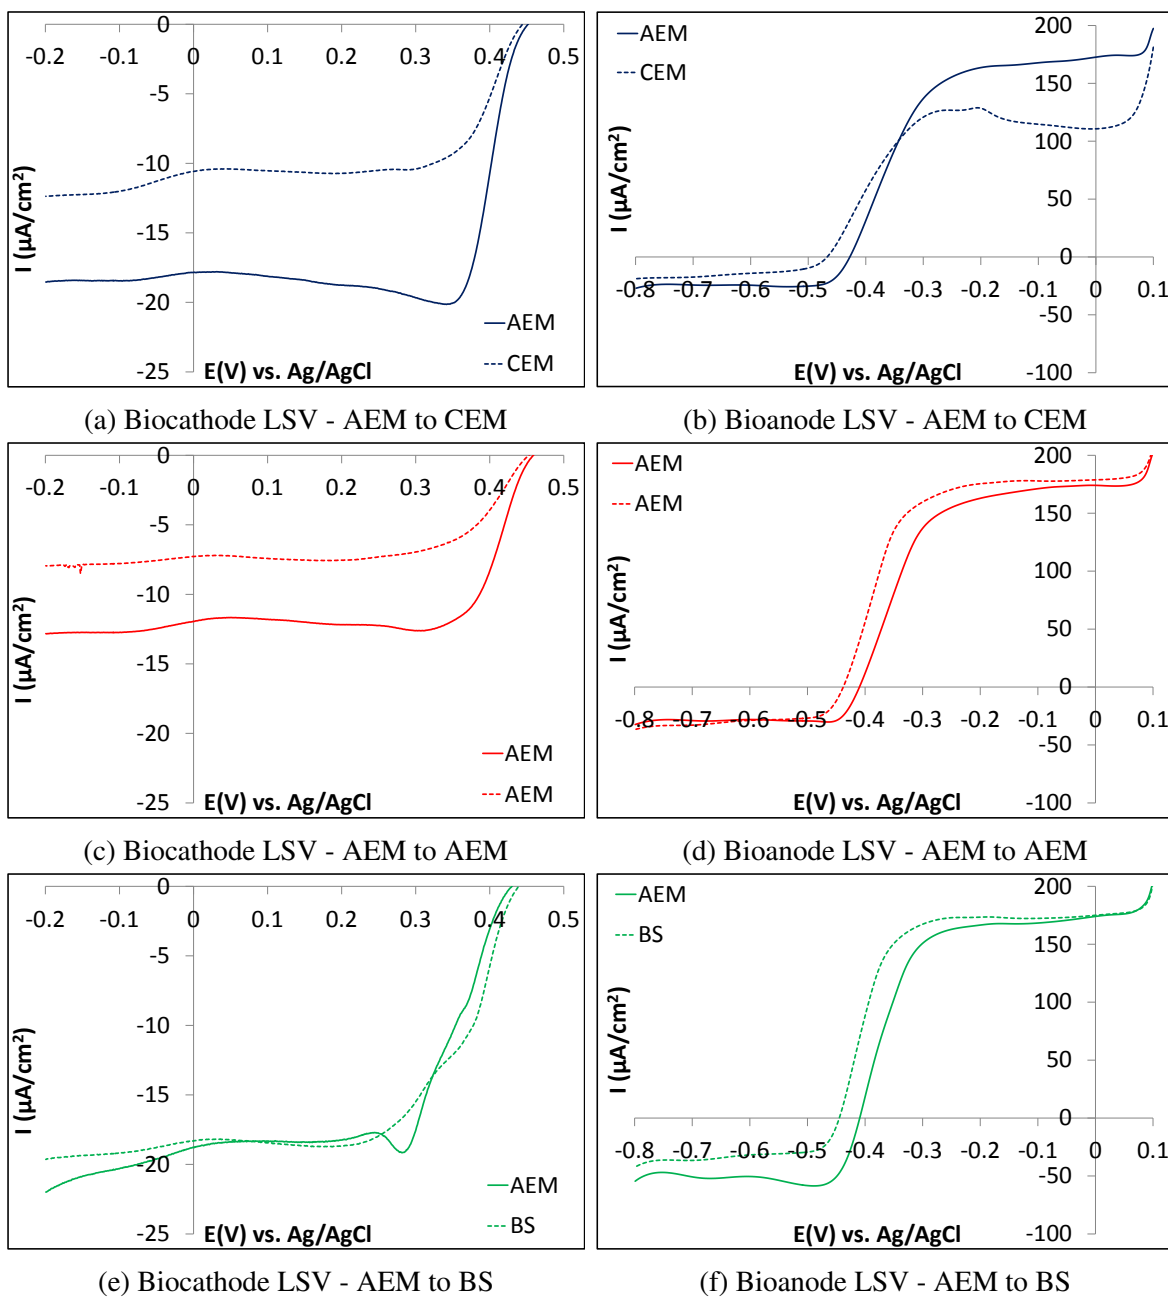 0
-0.2 -0.1 0 0.1 0.2 0.3 0.4 0.5
-5
-10
-15
-20
-25
I (µA/cm²)
E(V) vs. Ag/AgCl
AEM
CEM
(a) Biocathode LSV - AEM to CEM
AEM
CEM
200
150
100
50
0
-0.8 -0.7 -0.6 -0.5 -0.4 -0.3 -0.2 -0.1 0 0.1
-50
-100
I (µA/cm²)
E(V) vs. Ag/AgCl
(b) Bioanode LSV - AEM to CEM
0
-0.2 -0.1 0 0.1 0.2 0.3 0.4 0.5
-5
-10
-15
-20
-25
I (µA/cm²)
E(V) vs. Ag/AgCl
AEM
AEM
(c) Biocathode LSV - AEM to AEM
AEM
AEM
200
150
100
50
0
-0.8 -0.7 -0.6 -0.5 -0.4 -0.3 -0.2 -0.1 0 0.1
-50
-100
I (µA/cm²)
E(V) vs. Ag/AgCl
(d) Bioanode LSV - AEM to AEM
0
-0.2 -0.1 0 0.1 0.2 0.3 0.4 0.5
-5
-10
-15
-20
-25
I (µA/cm²)
E(V) vs. Ag/AgCl
AEM
BS
(e) Biocathode LSV - AEM to BS
AEM
BS
200
150
100
50
0
-0.8 -0.7 -0.6 -0.5 -0.4 -0.3 -0.2 -0.1 0 0.1
-50
-100
I (µA/cm²)
E(V) vs. Ag/AgCl
(f) Bioanode LSV - AEM to BS